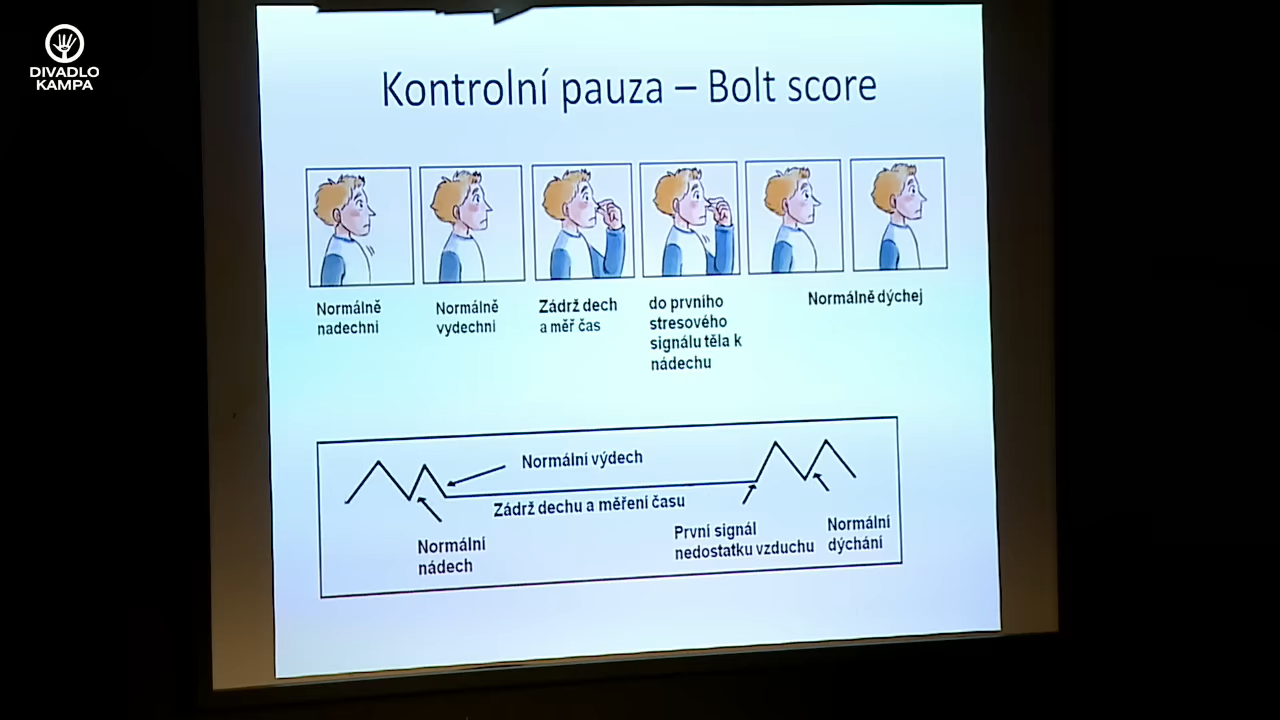 DIVADLO
KAMPA
Kontrolní pauza – Bolt score
Normálně
nadechni
Normálně
vydechni
Zádrž dech
a měř čas
do prvního
stresového
signálu těla k
nádechu
Normálně dýchej
Normální výdech
Zádrž dechu a měření času
Normální
nádech
První signál
nedostatku vzduchu
Normální
dýchání